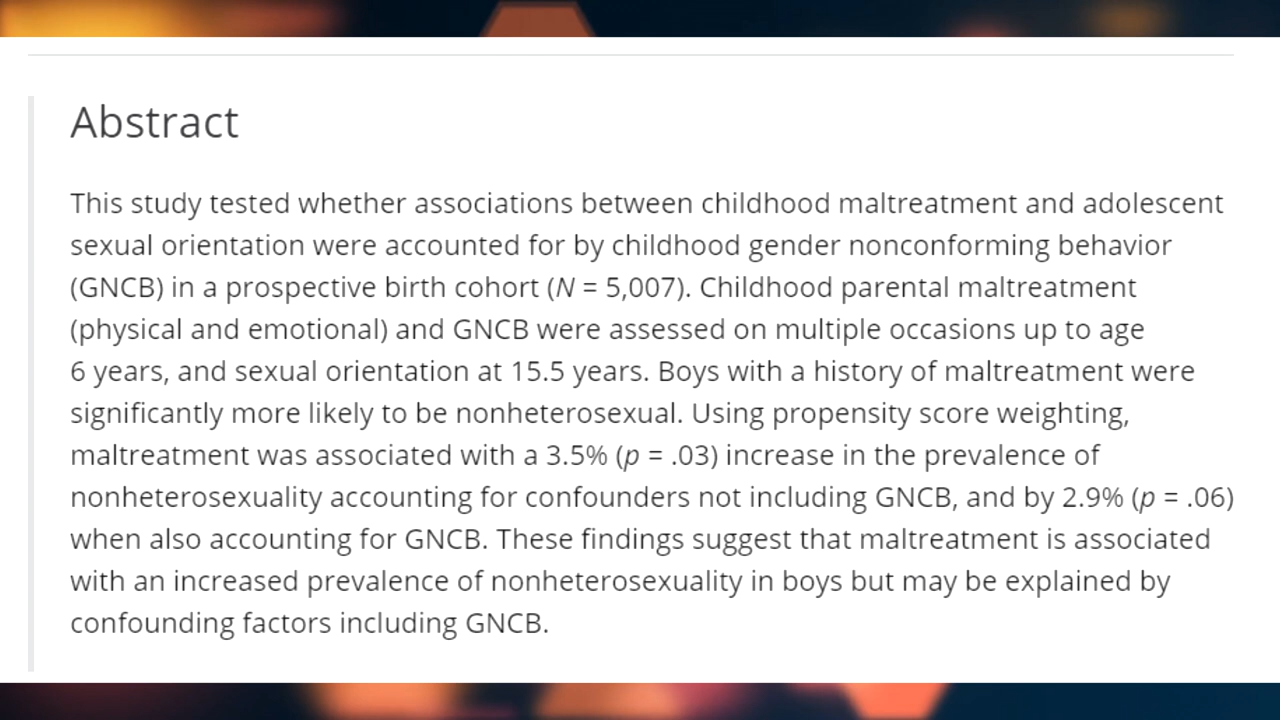 Abstract
This study tested whether associations between childhood maltreatment and adolescent
sexual orientation were accounted for by childhood gender nonconforming behavior
(GNCB) in a prospective birth cohort (N = 5,007). Childhood parental maltreatment
(physical and emotional) and GNCB were assessed on multiple occasions up to age
6 years, and sexual orientation at 15.5 years. Boys with a history of maltreatment were
significantly more likely to be nonheterosexual. Using propensity score weighting,
maltreatment was associated with a 3.5% (p = .03) increase in the prevalence of
nonheterosexuality accounting for confounders not including GNCB, and by 2.9% (p = .06)
when also accounting for GNCB. These findings suggest that maltreatment is associated
with an increased prevalence of nonheterosexuality in boys but may be explained by
confounding factors including GNCB.